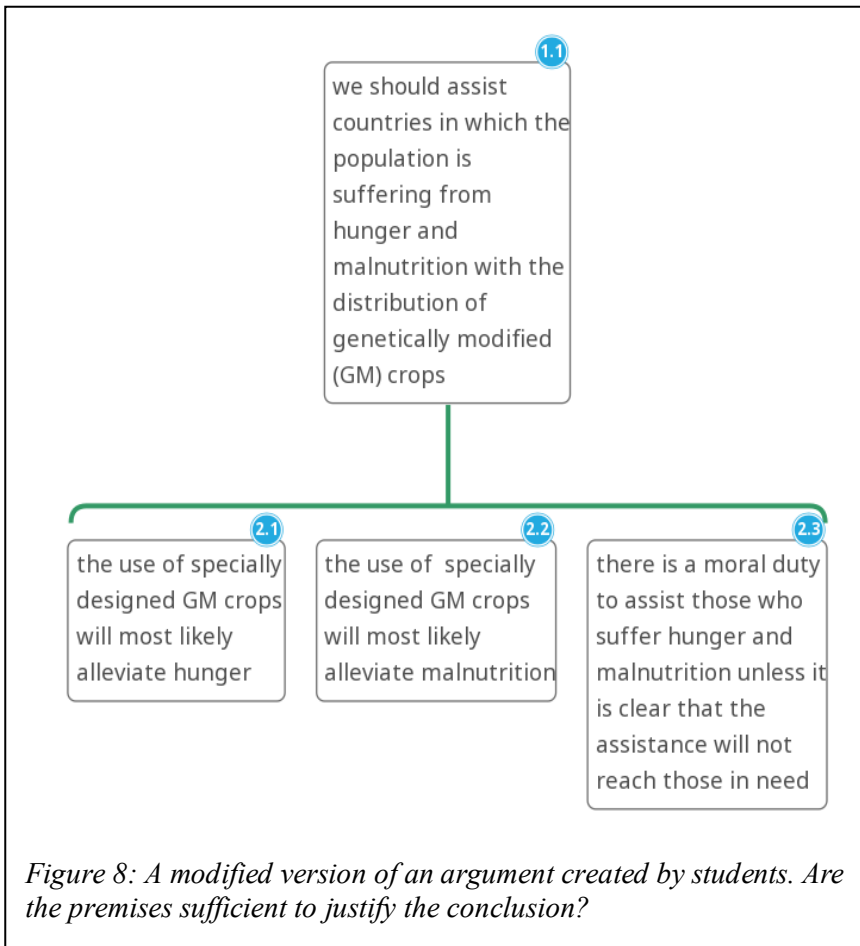 1.1
we should assist
countries in which the
population is
suffering from
hunger and
malnutrition with the
distribution of
genetically modified
(GM) crops
2.1
the use of specially
designed GM crops
will most likely
alleviate hunger
2.2
the use of specially
designed GM crops
will most likely
alleviate malnutrition
2.3
there is a moral duty
to assist those who
suffer hunger and
malnutrition unless it
is clear that the
assistance will not
reach those in need
Figure 8: A modified version of an argument created by students. Are
the premises sufficient to justify the conclusion?